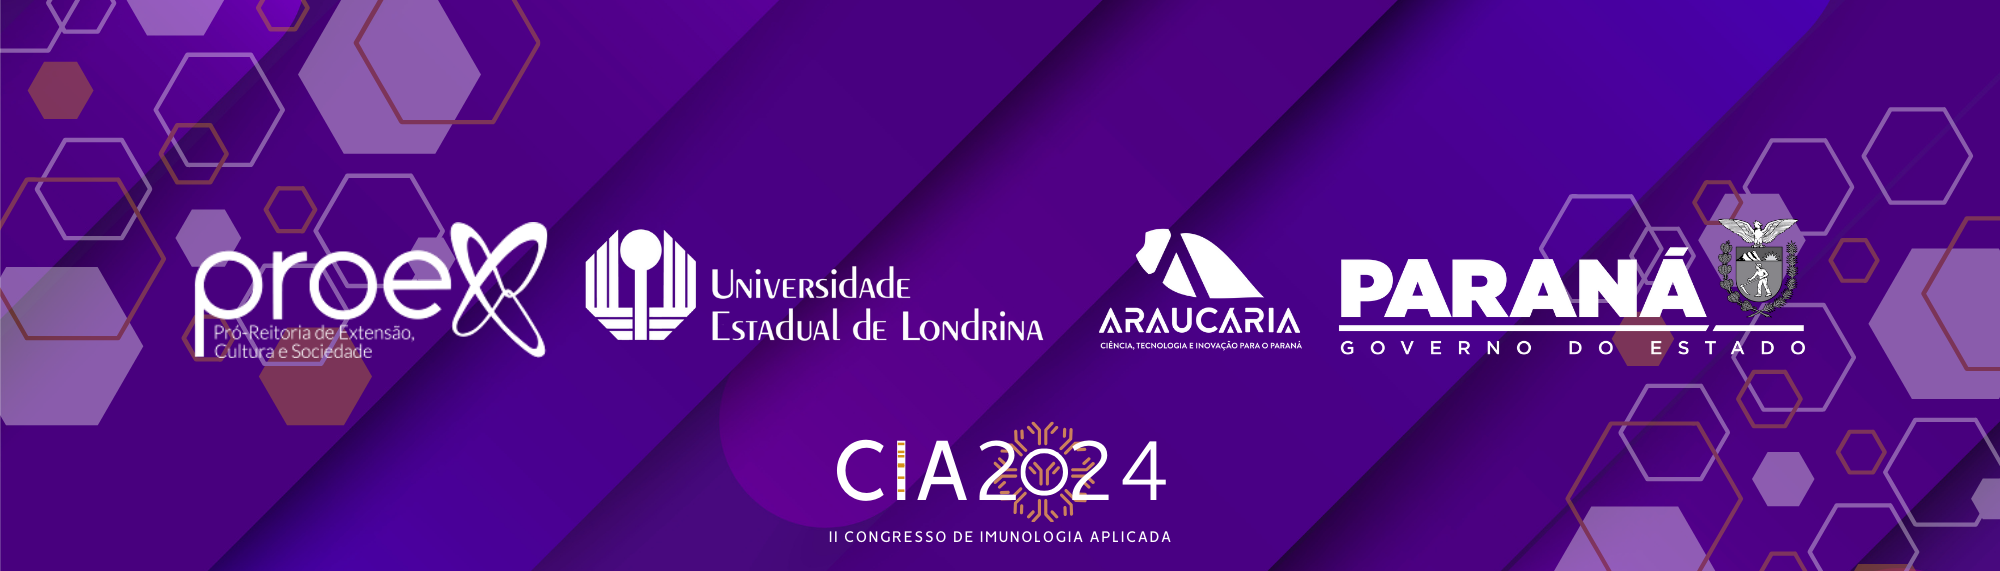 proex
Pró-Reitoria de Extensão,
Cultura e Sociedade
Universidade
Estadual de Londrina
ARAUCÁRIA
CIÊNCIA, TECNOLOGIA E INOVAÇÃO PARA O PARANÁ
PARANÁ
GOVERNO DO ESTADO
CIA2024
II CONGRESSO DE IMUNOLOGIA APLICADA